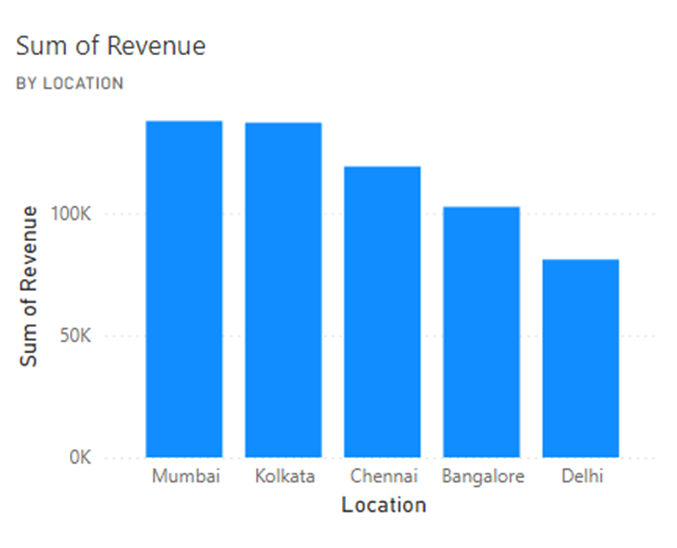 Sum of Revenue
BY LOCATION
Sum of Revenue
100K
50K
0K
Mumbai Kolkata Chennai Bangalore Delhi
Location